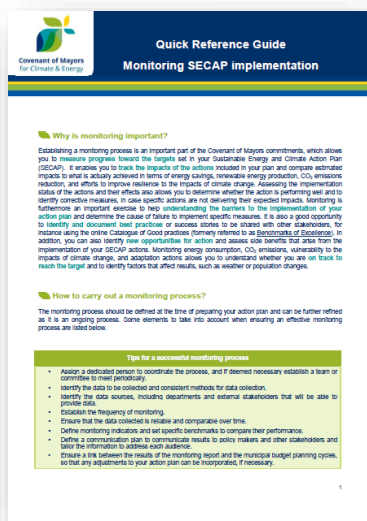 Covenant of Mayors
for Climate & Energy
Quick Reference Guide
Monitoring SECAP implementation
Why is monitoring important?
Establishing a monitoring process is an important part of the Covenant of Mayors commitments, which allows
you to measure progress toward the targets set in your Sustainable Energy and Climate Action Plan
(SECAP). It enables you to track the impacts of the actions included in your plan and compare estimated
impacts to what is actually achieved in terms of energy savings, renewable energy production, CO₂ emissions
reduction, and efforts to improve resilience to the impacts of climate change. Assessing the implementation
status of the actions and their effects also allows you to determine whether the action is performing well and to
identify corrective measures, in case specific actions are not delivering their expected impacts. Monitoring is
furthermore an important exercise to help understanding the barriers to the implementation of your
action plan and determine the cause of failure to implement specific measures. It is also a good opportunity
to identify and document best practices or success stories to be shared with other stakeholders, for
instance using the online Catalogue of Good practices (formerly referred to as Benchmarks of Excellence). In
addition, you can also identify new opportunities for action and assess side benefits that arise from the
implementation of your SECAP actions. Monitoring energy consumption, CO₂ emissions, vulnerability to the
impacts of climate change, and adaptation actions allows you to understand whether you are on track to
reach the target and to identify factors that affect results, such as weather or population changes.
How to carry out a monitoring process?
The monitoring process should be defined at the time of preparing your action plan and can be further refined
as it is an ongoing process. Some elements to take into account when ensuring an effective monitoring
process are listed below.
Tips for a successful monitoring process
• Assign a dedicated person to coordinate the process, and if deemed necessary establish a team or
committee to meet periodically.
• Identify the data to be collected and consistent methods for data collection.
• Identify the data sources, including departments and external stakeholders that will be able to
provide data.
• Establish the frequency of monitoring.
• Ensure that the data collected is reliable and comparable over time.
• Define monitoring indicators and set specific benchmarks to compare their performance.
• Define a communication plan to communicate results to policy makers and other stakeholders and
tailor the information to address each audience.
• Ensure a link between the results of the monitoring report and the municipal budget planning cycles,
so that any adjustments to your action plan can be incorporated, if necessary.
1